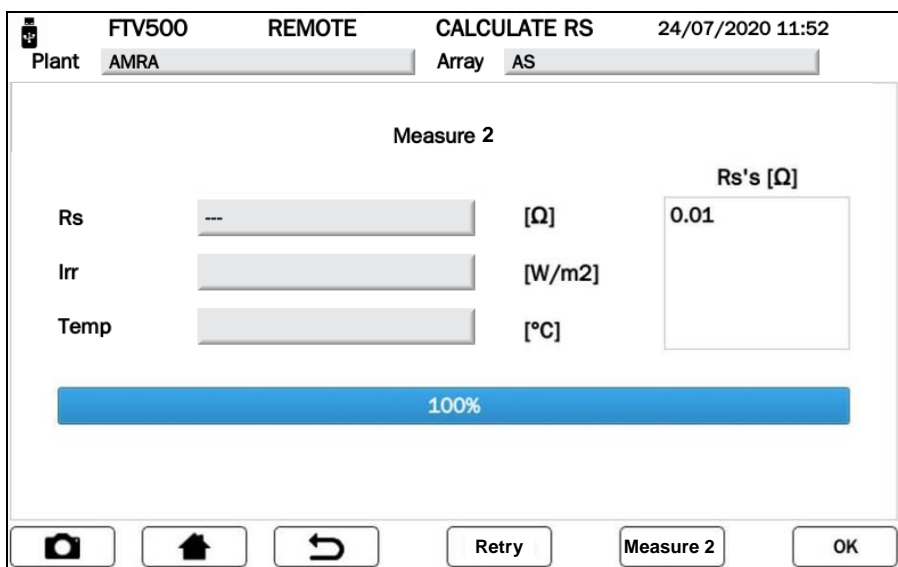 FTV500 REMOTE CALCULATE RS 24/07/2020 11:52
Plant AMRA Array AS
Measure 2
Rs's [Ω]
Rs --- [Ω] 0.01
Irr [W/m2]
Temp [°C]
100%
Retry Measure 2 OK